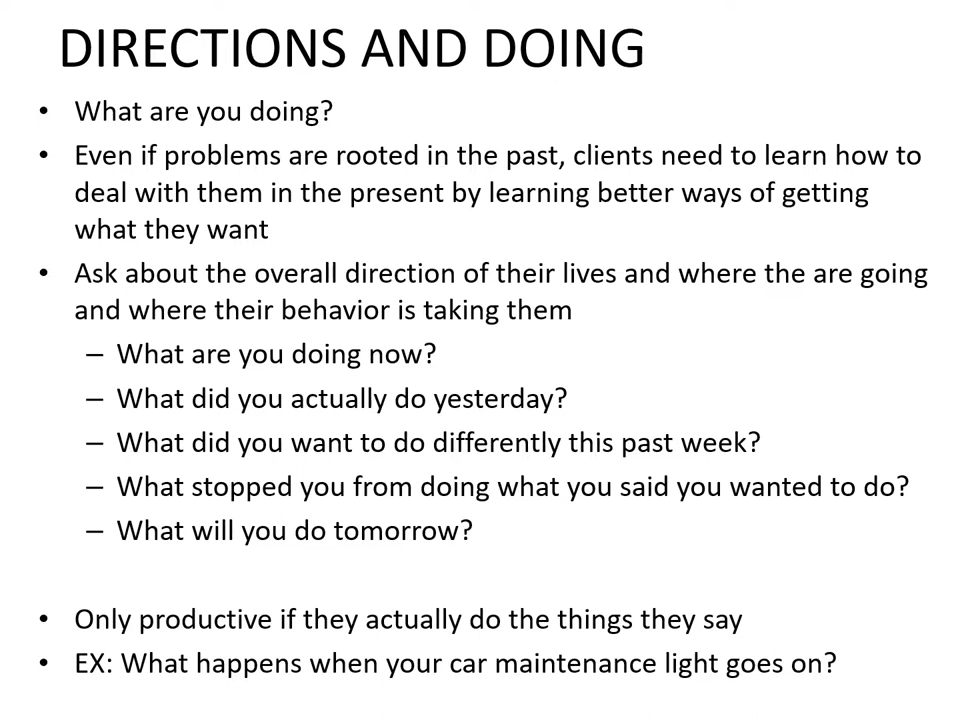 DIRECTIONS AND DOING
• What are you doing?
• Even if problems are rooted in the past, clients need to learn how to
deal with them in the present by learning better ways of getting
what they want
• Ask about the overall direction of their lives and where the are going
and where their behavior is taking them
– What are you doing now?
– What did you actually do yesterday?
– What did you want to do differently this past week?
– What stopped you from doing what you said you wanted to do?
– What will you do tomorrow?
• Only productive if they actually do the things they say
• EX: What happens when your car maintenance light goes on?